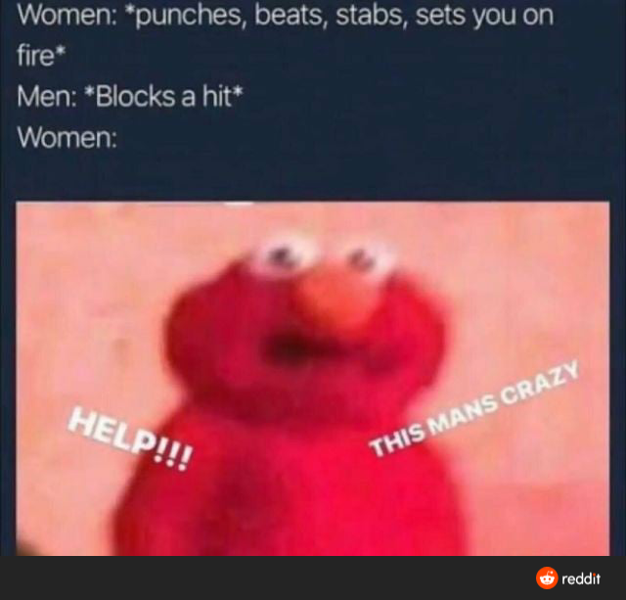 Women: *punches, beats, stabs, sets you on
fire*
Men: *Blocks a hit*
Women:
HELP!!!
THIS MANS CRAZY
reddit